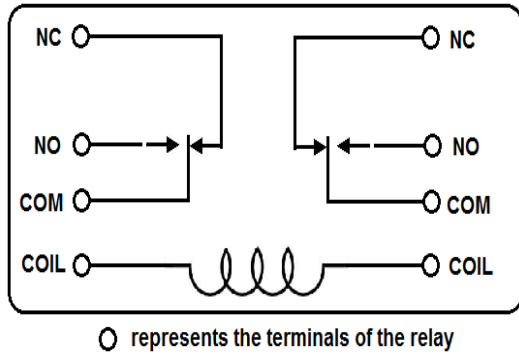 NC NC
NO NO
COM COM
COIL COIL
represents the terminals of the relay